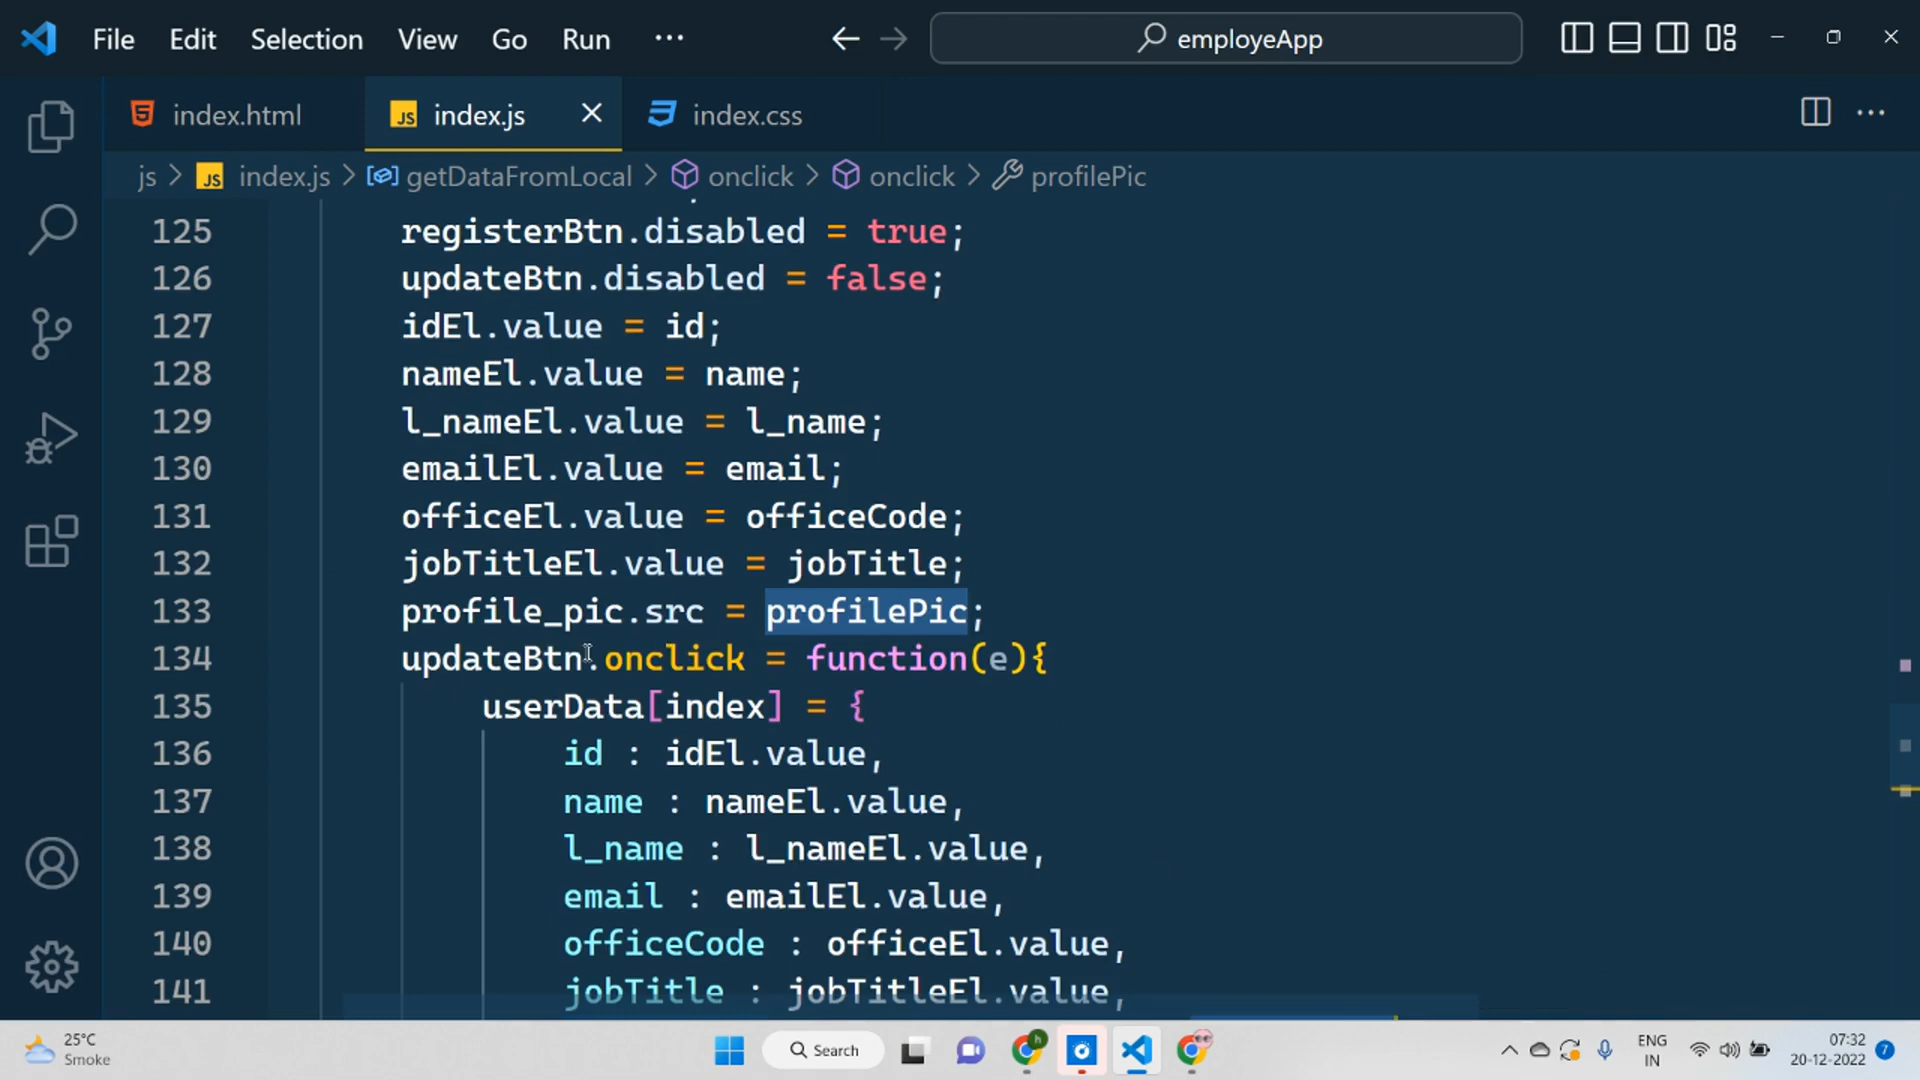 File Edit Selection View Go Run ··· employeApp
index.html JS index.js index.css
js > JS index.js > getDataFromLocal > onclick > onclick > profilePic
125 registerBtn.disabled = true;
126 updateBtn.disabled = false;
127 idEl.value = id;
128 nameEl.value = name;
129 l_nameEl.value = l_name;
130 emailEl.value = email;
131 officeEl.value = officeCode;
132 jobTitleEl.value = jobTitle;
133 profile_pic.src = profilePic;
134 updateBtn.onclick = function(e){
135 userData[index] = {
136 id : idEl.value,
137 name : nameEl.value,
138 l_name : l_nameEl.value,
139 email : emailEl.value,
140 officeCode : officeEl.value,
141 jobTitle : jobTitleEl.value,
25°C
Smoke
Search
h
ENG
IN
07:32
20-12-2022
7